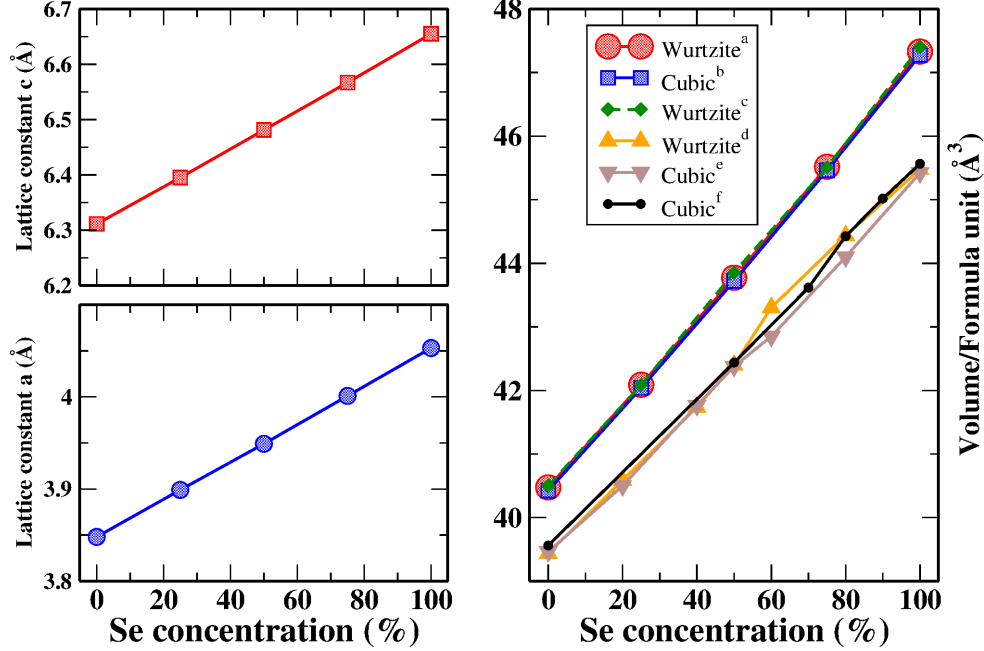 6.7
6.6
6.5
6.4
6.3
6.2
Lattice constant c (Å)
4
3.9
3.8
Lattice constant a (Å)
0 20 40 60 80 100
Se concentration (%)
48
46
44
42
40
Wurtzite^a
Cubic^b
Wurtzite^c
Wurtzite^d
Cubic^e
Cubic^f
Volume/Formula unit (Å^3)
0 20 40 60 80 100
Se concentration (%)